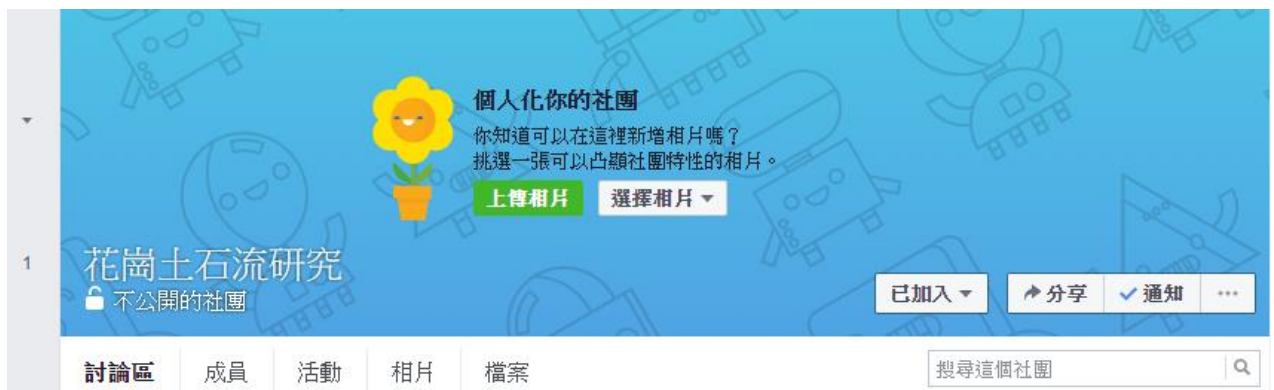 個人化你的社團
你知道可以在這裡新增相片嗎？
挑選一張可以凸顯社團特性的相片。
上傳相片 選擇相片
1
花崗土石流研究
不公開的社團
已加入 分享 通知 ...
討論區 成員 活動 相片 檔案 搜尋這個社團